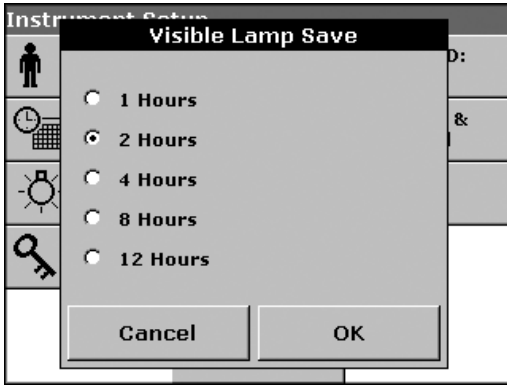 Instrument Setup
Visible Lamp Save
D:
&
1 Hours
2 Hours
4 Hours
8 Hours
12 Hours
Cancel
OK